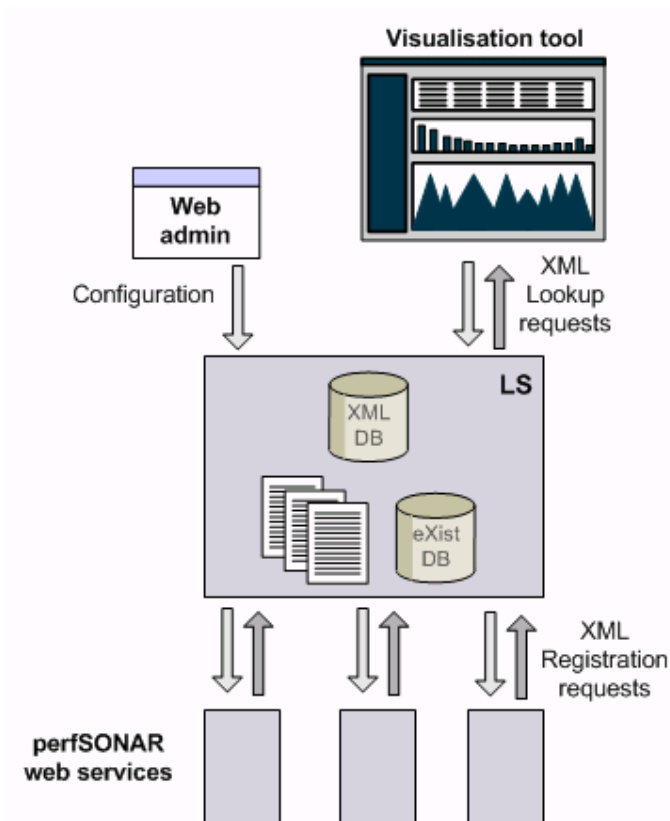 Visualisation tool
Web
admin
Configuration
XML
Lookup
requests
LS
XML
DB
eXist
DB
XML
Registration
requests
perfSONAR
web services